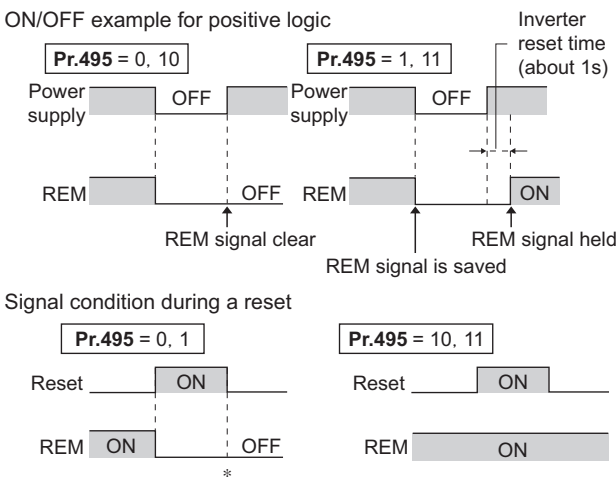 ON/OFF example for positive logic
Pr.495 = 0, 10
Power supply
OFF
REM
OFF
REM signal clear
Pr.495 = 1, 11
Inverter
reset time
(about 1s)
Power
supply
OFF
REM
ON
REM signal held
REM signal is saved
Signal condition during a reset
Pr.495 = 0, 1
Reset
ON
REM
ON
OFF
*
Pr.495 = 10, 11
Reset
ON
REM
ON